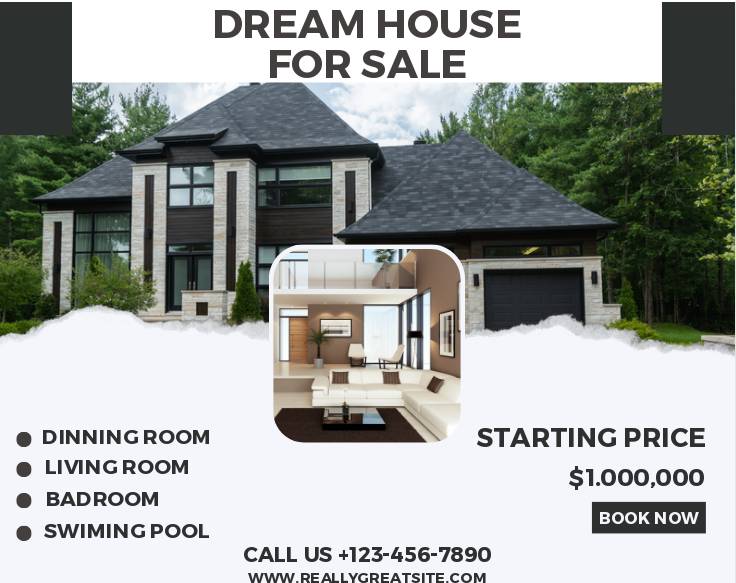 DREAM HOUSE
FOR SALE
DINNING ROOM
LIVING ROOM
BADROOM
SWIMING POOL
STARTING PRICE
$1.000,000
BOOK NOW
CALL US +123-456-7890
WWW.REALLYGREATSITE.COM